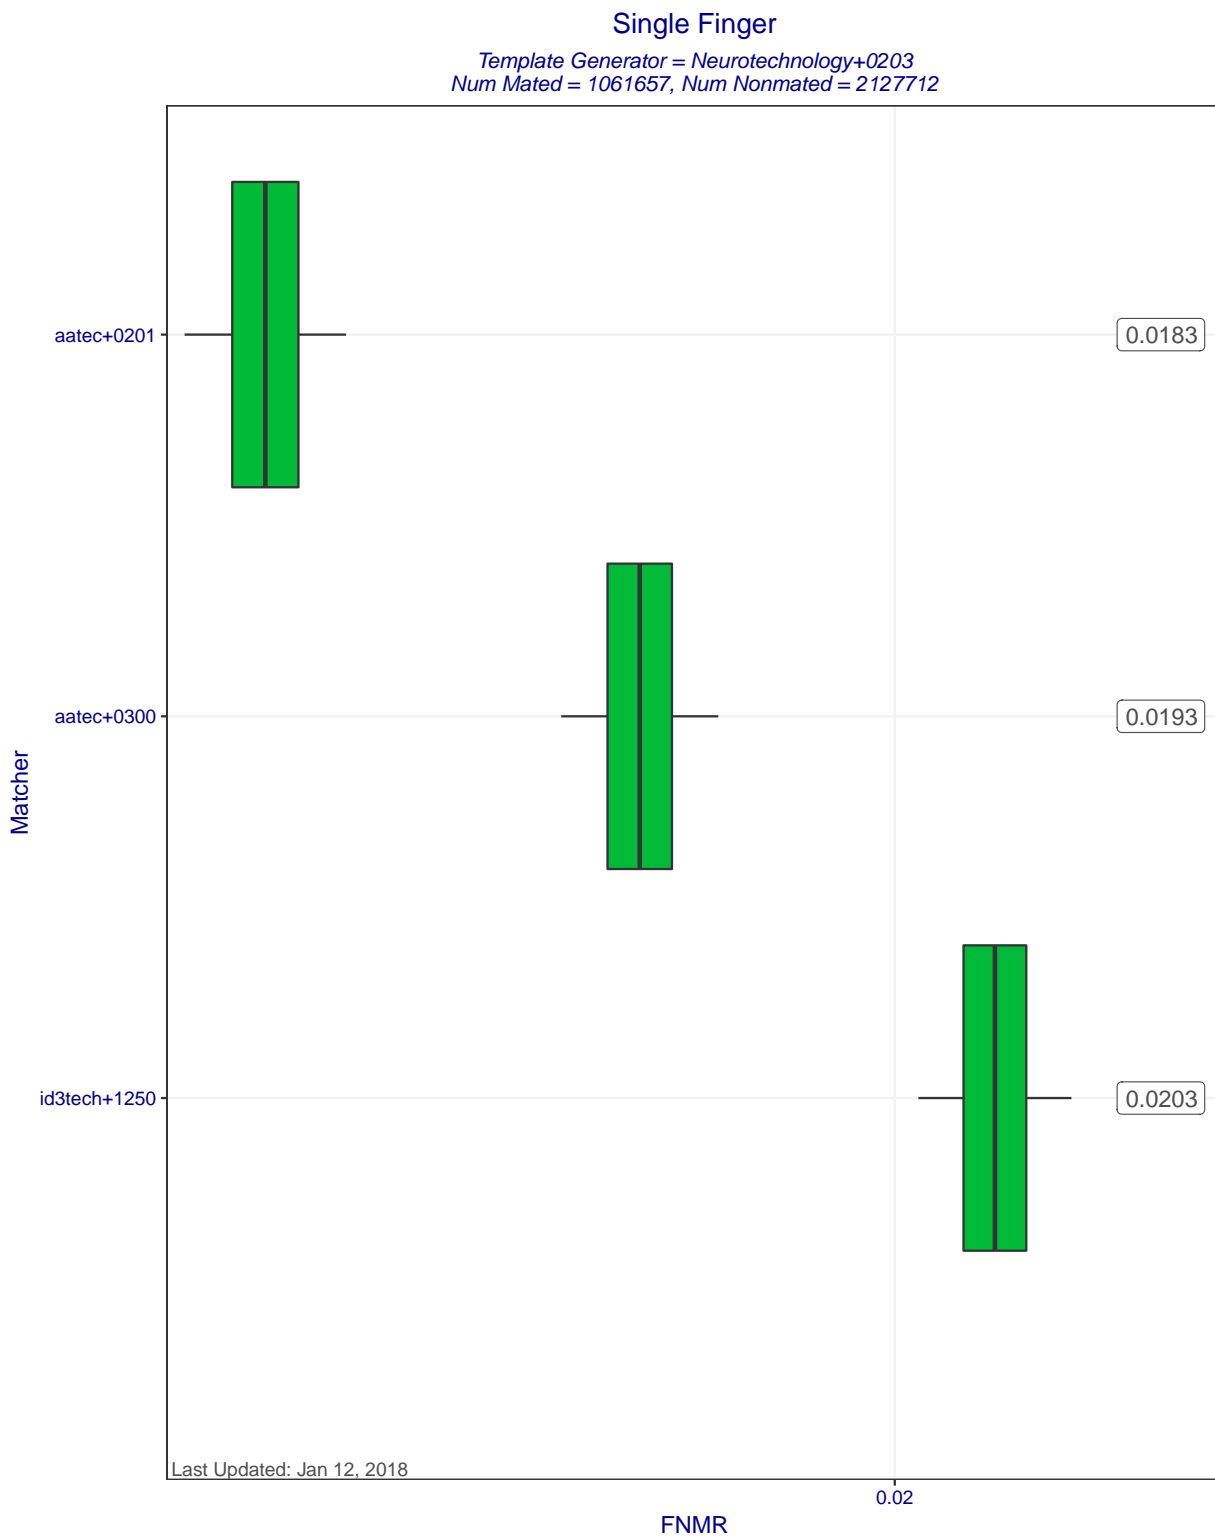 Single Finger
Template Generator = Neurotechnology+0203
Num Mated = 1061657, Num Nonmated = 2127712
aatec+0201
0.0183
aatec+0300
0.0193
Matcher
id3tech+1250
0.0203
Last Updated: Jan 12, 2018
0.02
FNMR